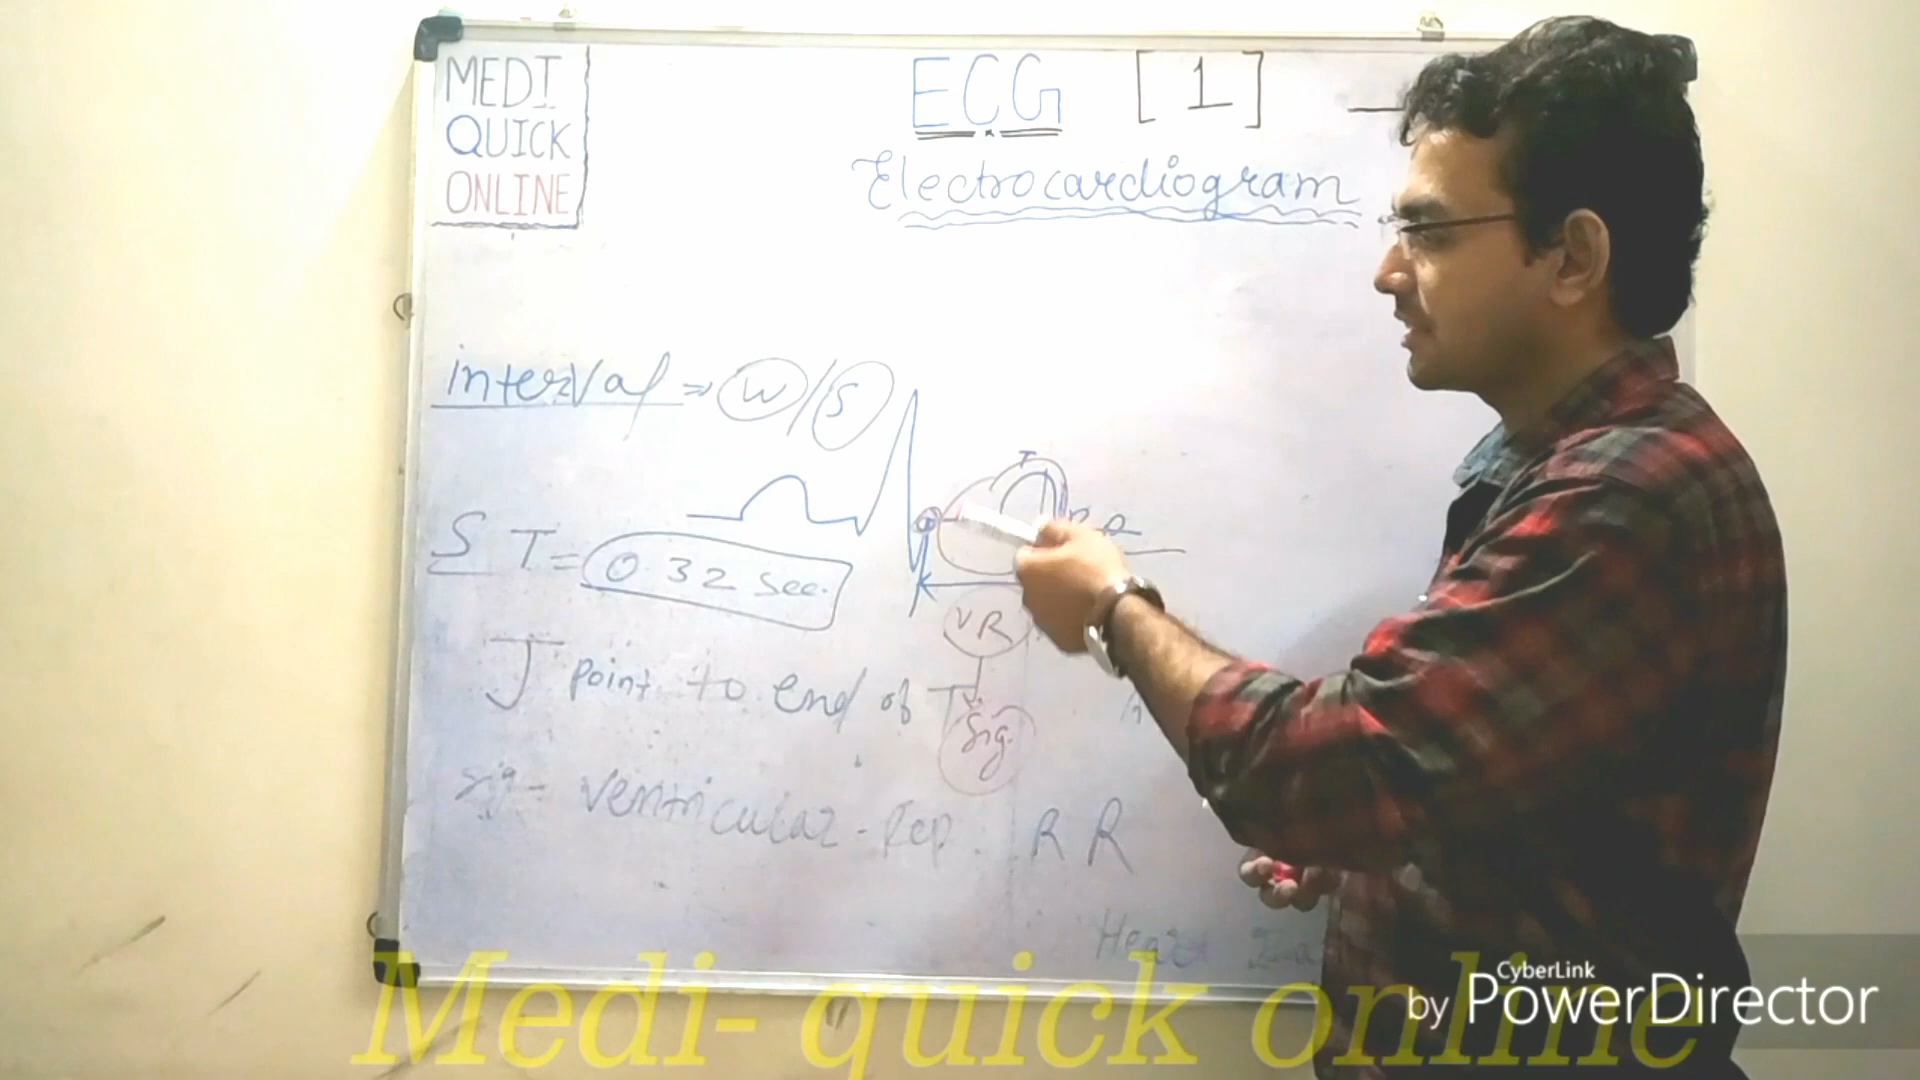 MEDI
QUICK
ONLINE
ECG [1]
Electrocardiogram
interval => W/S
T
S T = 0.32 sec.
VR
J point to end of T
Sig.
Sig- Ventricular-Rep.
R R
Heart
Medi- quick online
CyberLink
by PowerDirector